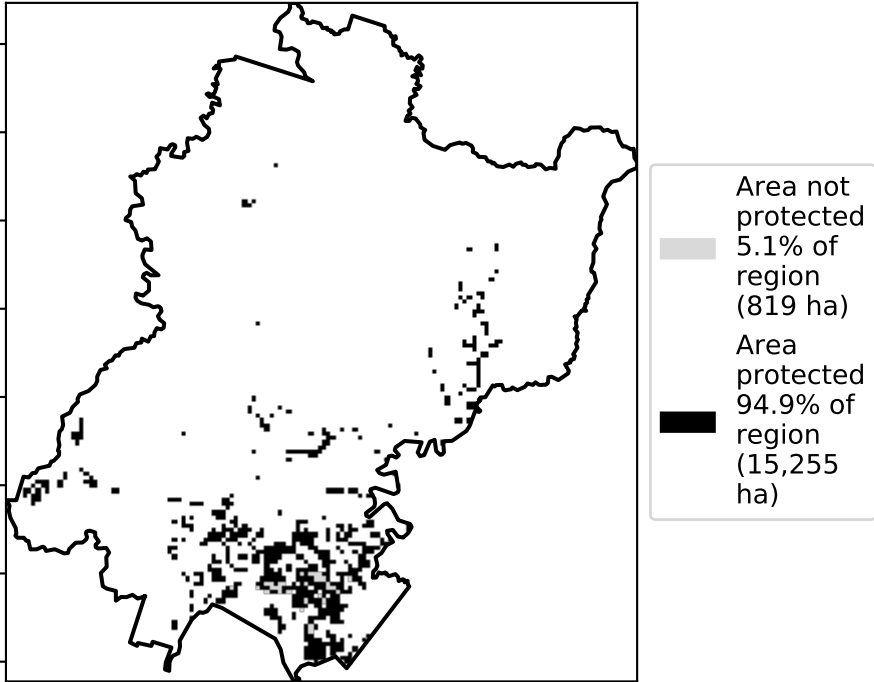 Area not
protected
5.1% of
region
(819 ha)
Area
protected
94.9% of
region
(15,255
ha)